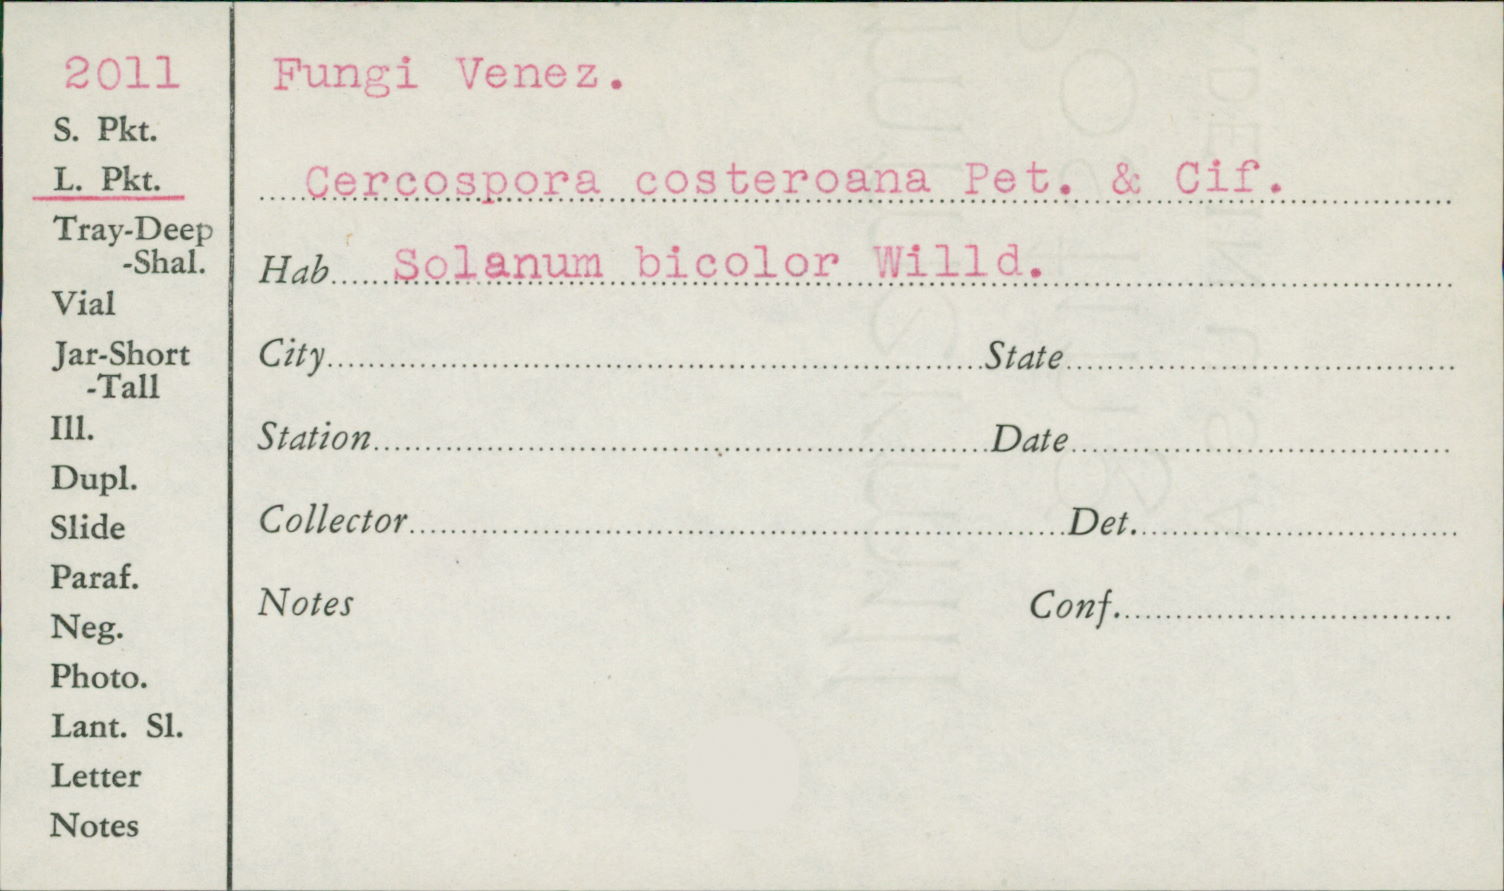 2011
S. Pkt.
L. Pkt.
Tray-Deep
-Shal.
Vial
Jar-Short
-Tall
Ill.
Dupl.
Slide
Paraf.
Neg.
Photo.
Lant. Sl.
Letter
Notes
Fungi Venez.
Cercospora costeroana Pet. & Cif.
Hab. Solanum bicolor Willd.
City State
Station Date
Collector Det.
Notes Conf.